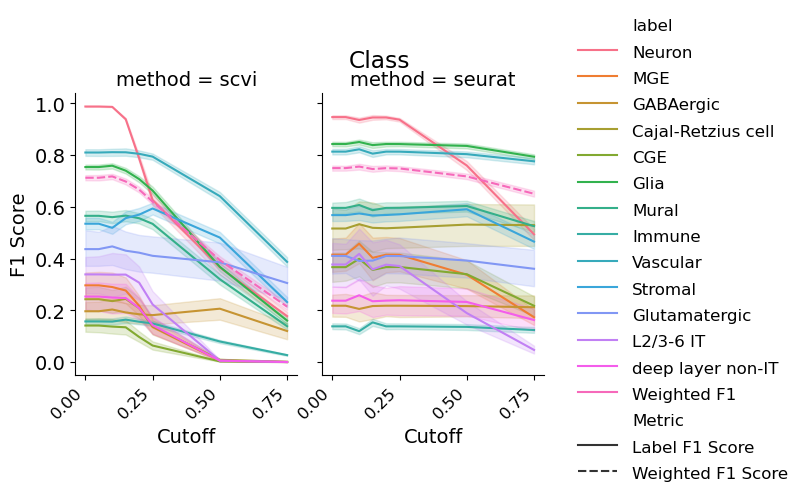 Class
method = scvi
method = seurat
F1 Score
1.0
0.8
0.6
0.4
0.2
0.0
0.00
0.25
0.50
0.75
0.00
0.25
0.50
0.75
Cutoff
Cutoff
label
Neuron
MGE
GABAergic
Cajal-Retzius cell
CGE
Glia
Mural
Immune
Vascular
Stromal
Glutamatergic
L2/3-6 IT
deep layer non-IT
Weighted F1
Metric
Label F1 Score
Weighted F1 Score